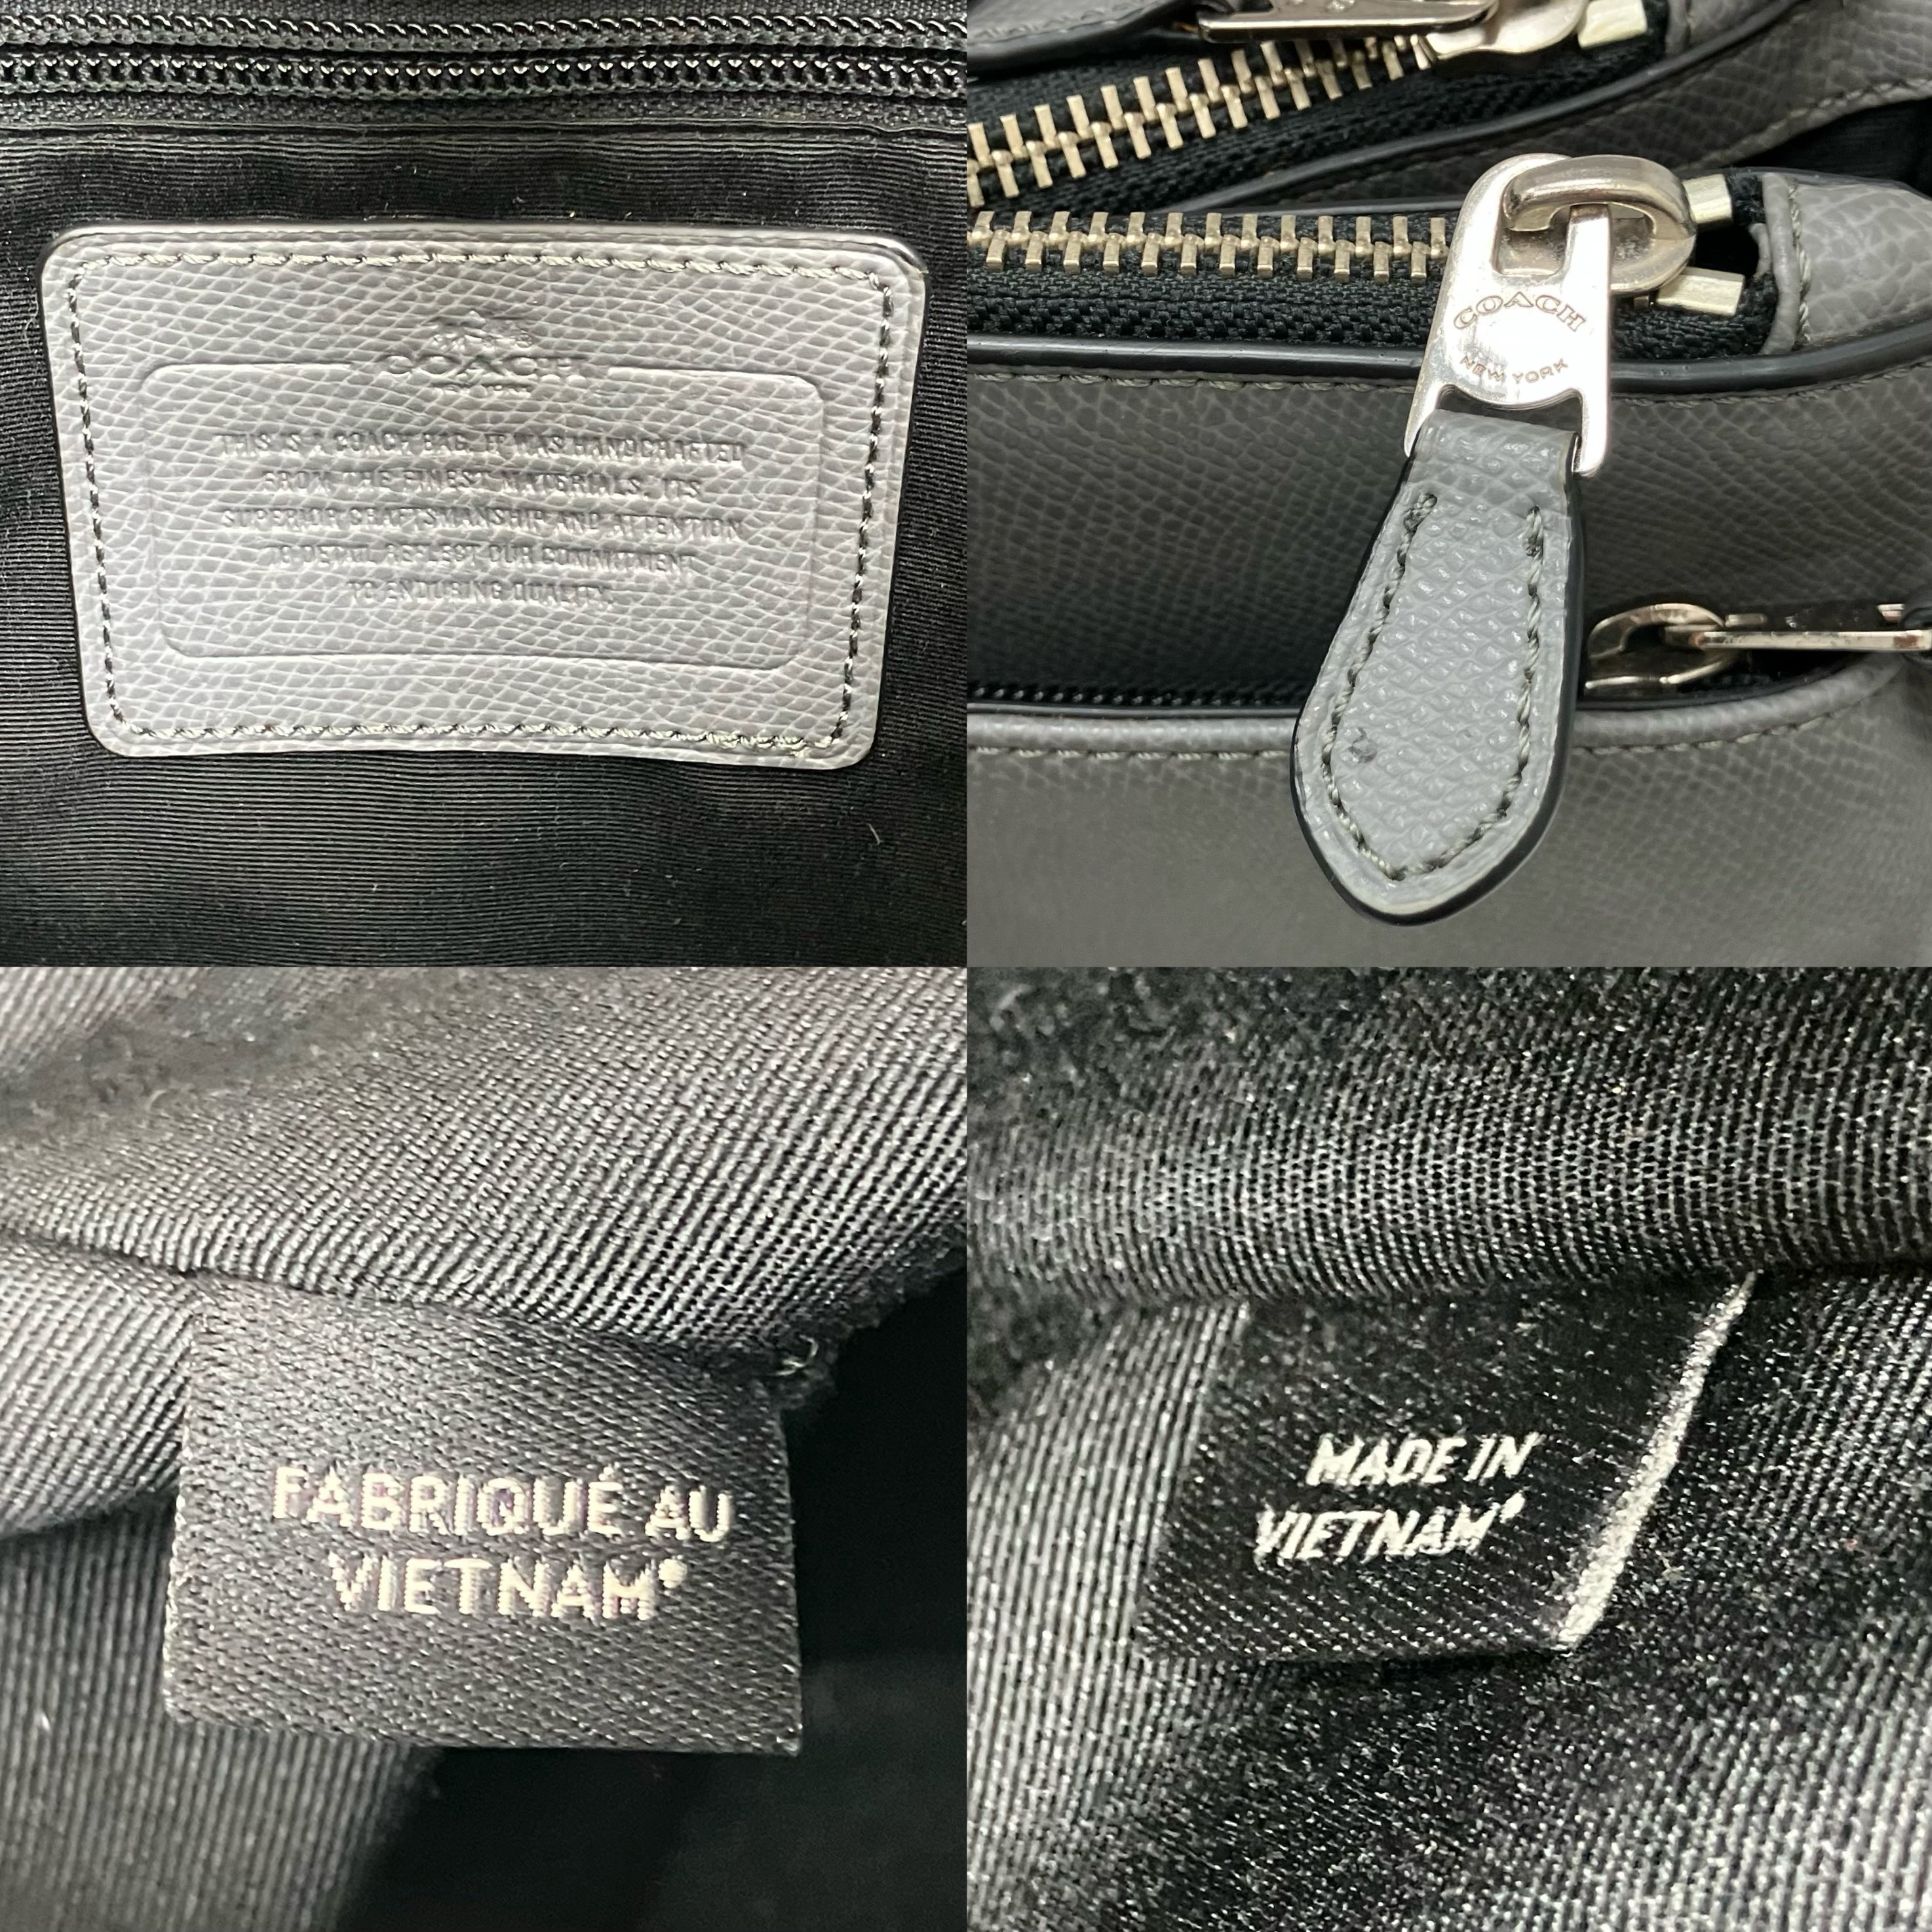 COACH
THIS IS A COACH BAG. IT WAS HANDCRAFTED
FROM THE FINEST MATERIALS. ITS
SUPERIOR CRAFTSMANSHIP AND ATTENTION
TO DETAIL REFLECT OUR COMMITMENT
TO ENDURING QUALITY.
COACH
NEW YORK
FABRIQUÉ AU
VIETNAM
MADE IN
VIETNAM